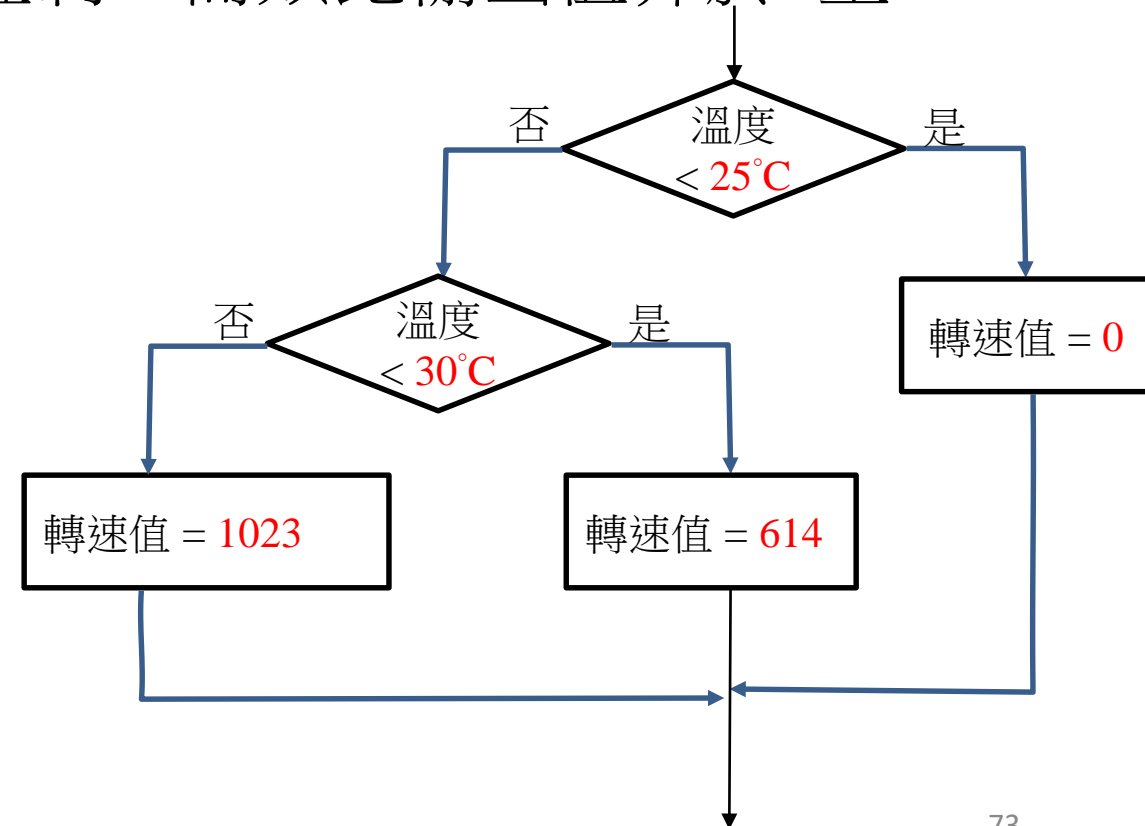 否
溫度
< 25°C
是
否
溫度
< 30°C
是
轉速值 = 0
轉速值 = 1023
轉速值 = 614